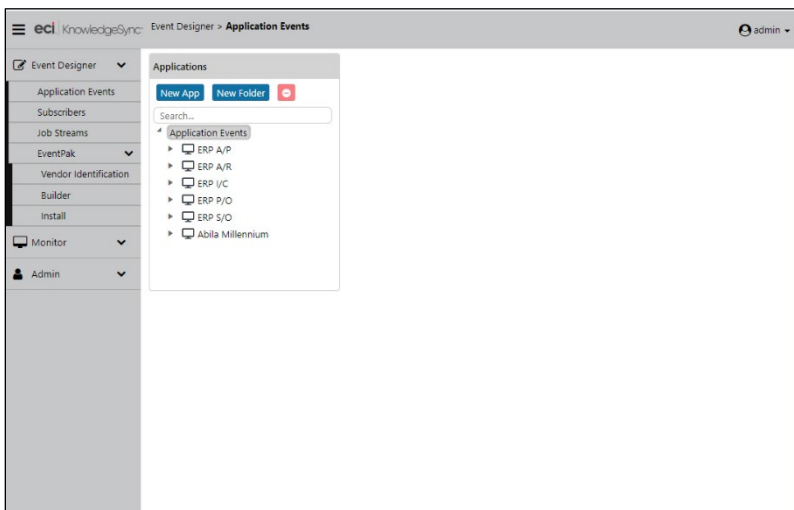 eci KnowledgeSync
Event Designer > Application Events
admin
Event Designer
Application Events
Subscribers
Job Streams
EventPak
Vendor Identification
Builder
Install
Monitor
Admin
Applications
New App New Folder
Search...
Application Events
ERP A/P
ERP A/R
ERP I/C
ERP P/O
ERP S/O
Abila Millennium